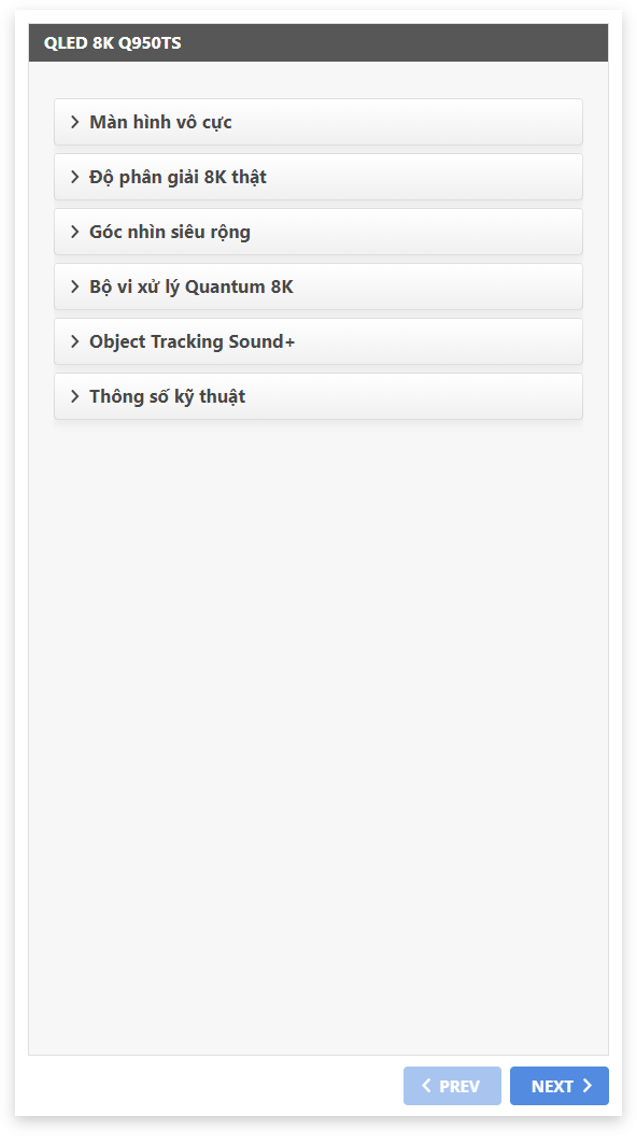 QLED 8K Q950TS
Màn hình vô cực
Độ phân giải 8K thật
Góc nhìn siêu rộng
Bộ vi xử lý Quantum 8K
Object Tracking Sound+
Thông số kỹ thuật
PREV NEXT